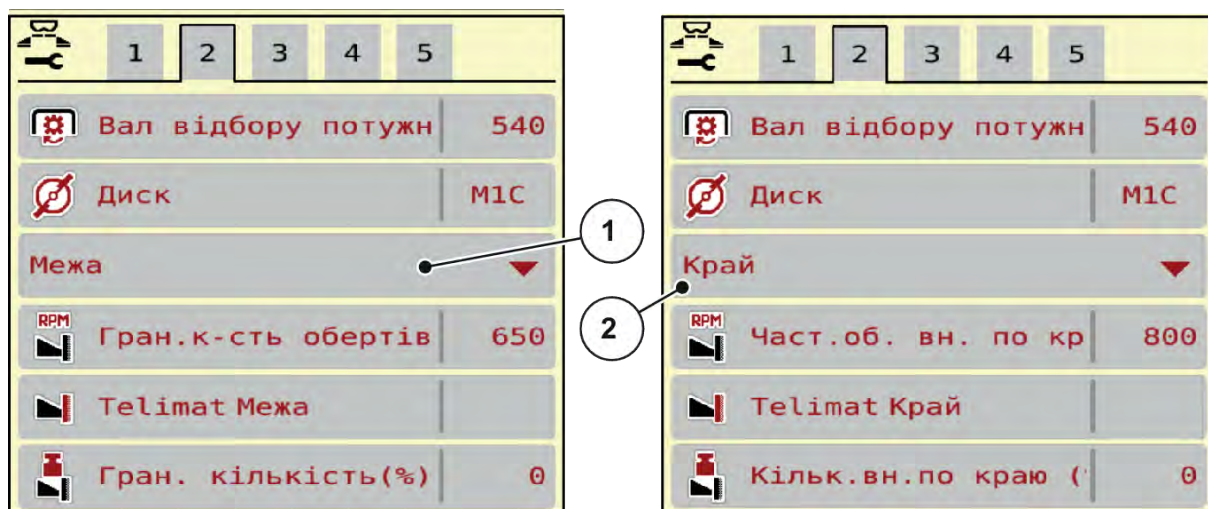 1 2 3 4 5
Вал відбору потужн 540
Диск M1C
Межа
RPM
Гран.к-сть обертів 650
Telimat Межа
Гран. кількість(%) 0
1
2
1 2 3 4 5
Вал відбору потужн 540
Диск M1C
Край
RPM
Част.об. вн. по кр 800
Telimat Край
Кільк.вн.по краю ( 0